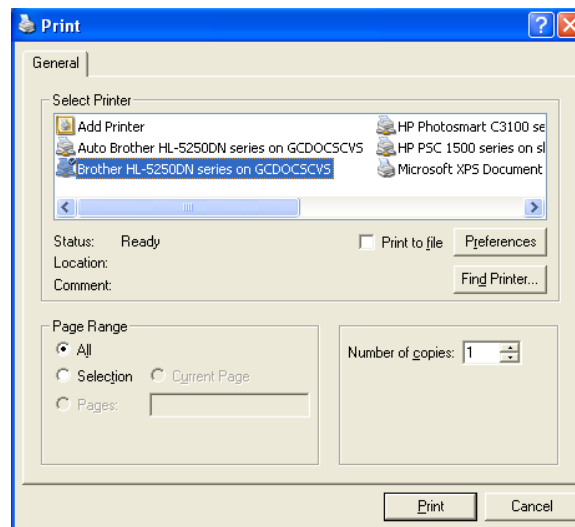 Print
General
Select Printer
Add Printer
Auto Brother HL-5250DN series on GCDOCSCVS
Brother HL-5250DN series on GCDOCSCVS
HP Photosmart C3100 se
HP PSC 1500 series on sl
Microsoft XPS Document
Status: Ready
Print to file
Preferences
Location:
Comment:
Find Printer...
Page Range
All
Selection
Current Page
Pages:
Number of copies: 1
Print
Cancel